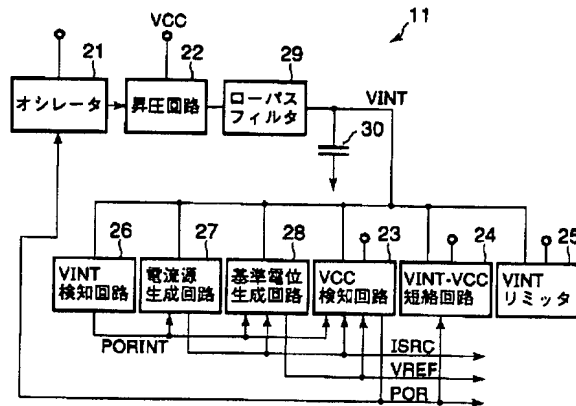 11
21
VCC
22
29
オシレータ
昇圧回路
ローパス
フィルタ
VINT
30
26
27
28
23
24
25
VINT
検知回路
電流源
生成回路
基準電位
生成回路
VCC
検知回路
VINT-VCC
短絡回路
VINT
リミッタ
PORINT
ISRC
VREF
POR